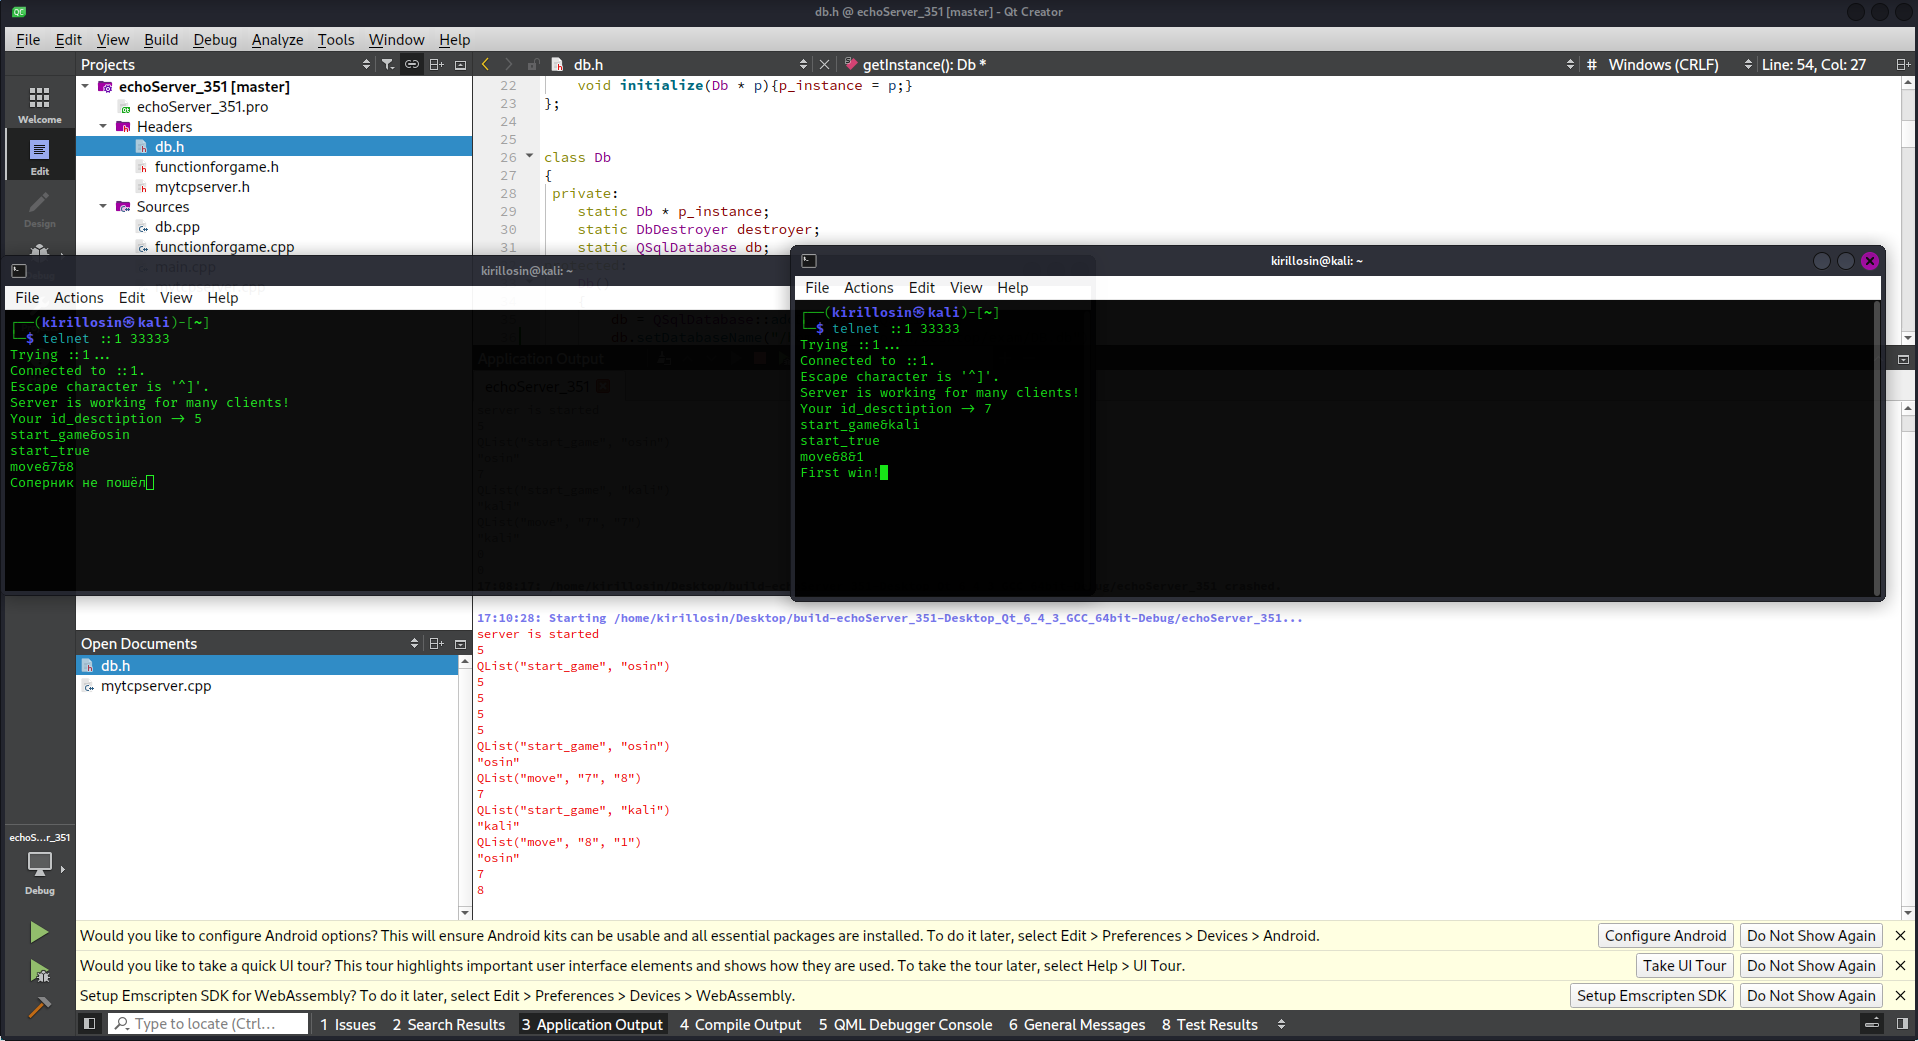 db.h @ echoServer_351 [master] - Qt Creator
File Edit View Build Debug Analyze Tools Window Help
Projects
db.h
getInstance(): Db *
# Windows (CRLF)
Line: 54, Col: 27
Welcome
Edit
Design
echoServer_351 [master]
echoServer_351.pro
Headers
db.h
functionforgame.h
mytcpserver.h
Sources
db.cpp
functionforgame.cpp
main.cpp
22 void initialize(Db * p){p_instance = p;}
23 };
24
25
26 class Db
27 {
28 private:
29 static Db * p_instance;
30 static DbDestroyer destroyer;
31 static QSqlDatabase db;
kirillosin@kali: ~
File Actions Edit View Help
┌──(kirillosin㉿kali)-[~]
└─$ telnet ::1 33333
Trying ::1...
Connected to ::1.
Escape character is '^]'.
Server is working for many clients!
Your id_desctiption -> 5
start_game&osin
start_true
move&7&8
Соперник не пошёл
kirillosin@kali: ~
File Actions Edit View Help
┌──(kirillosin㉿kali)-[~]
└─$ telnet ::1 33333
Trying ::1...
Connected to ::1.
Escape character is '^]'.
Server is working for many clients!
Your id_desctiption -> 7
start_game&kali
start_true
move&8&1
First win!
Application Output
echoServer_351
17:10:28: Starting /home/kirillosin/Desktop/build-echoServer_351-Desktop_Qt_6_4_3_GCC_64bit-Debug/echoServer_351...
server is started
5
QList("start_game", "osin")
5
5
5
5
QList("start_game", "osin")
"osin"
QList("move", "7", "8")
7
QList("start_game", "kali")
"kali"
QList("move", "8", "1")
"osin"
7
8
Open Documents
db.h
mytcpserver.cpp
echoS...r_351
Debug
Would you like to configure Android options? This will ensure Android kits can be usable and all essential packages are installed. To do it later, select Edit > Preferences > Devices > Android.
Configure Android
Do Not Show Again
Would you like to take a quick UI tour? This tour highlights important user interface elements and shows how they are used. To take the tour later, select Help > UI Tour.
Take UI Tour
Do Not Show Again
Setup Emscripten SDK for WebAssembly? To do it later, select Edit > Preferences > Devices > WebAssembly.
Setup Emscripten SDK
Do Not Show Again
Type to locate (Ctrl...
1 Issues
2 Search Results
3 Application Output
4 Compile Output
5 QML Debugger Console
6 General Messages
8 Test Results